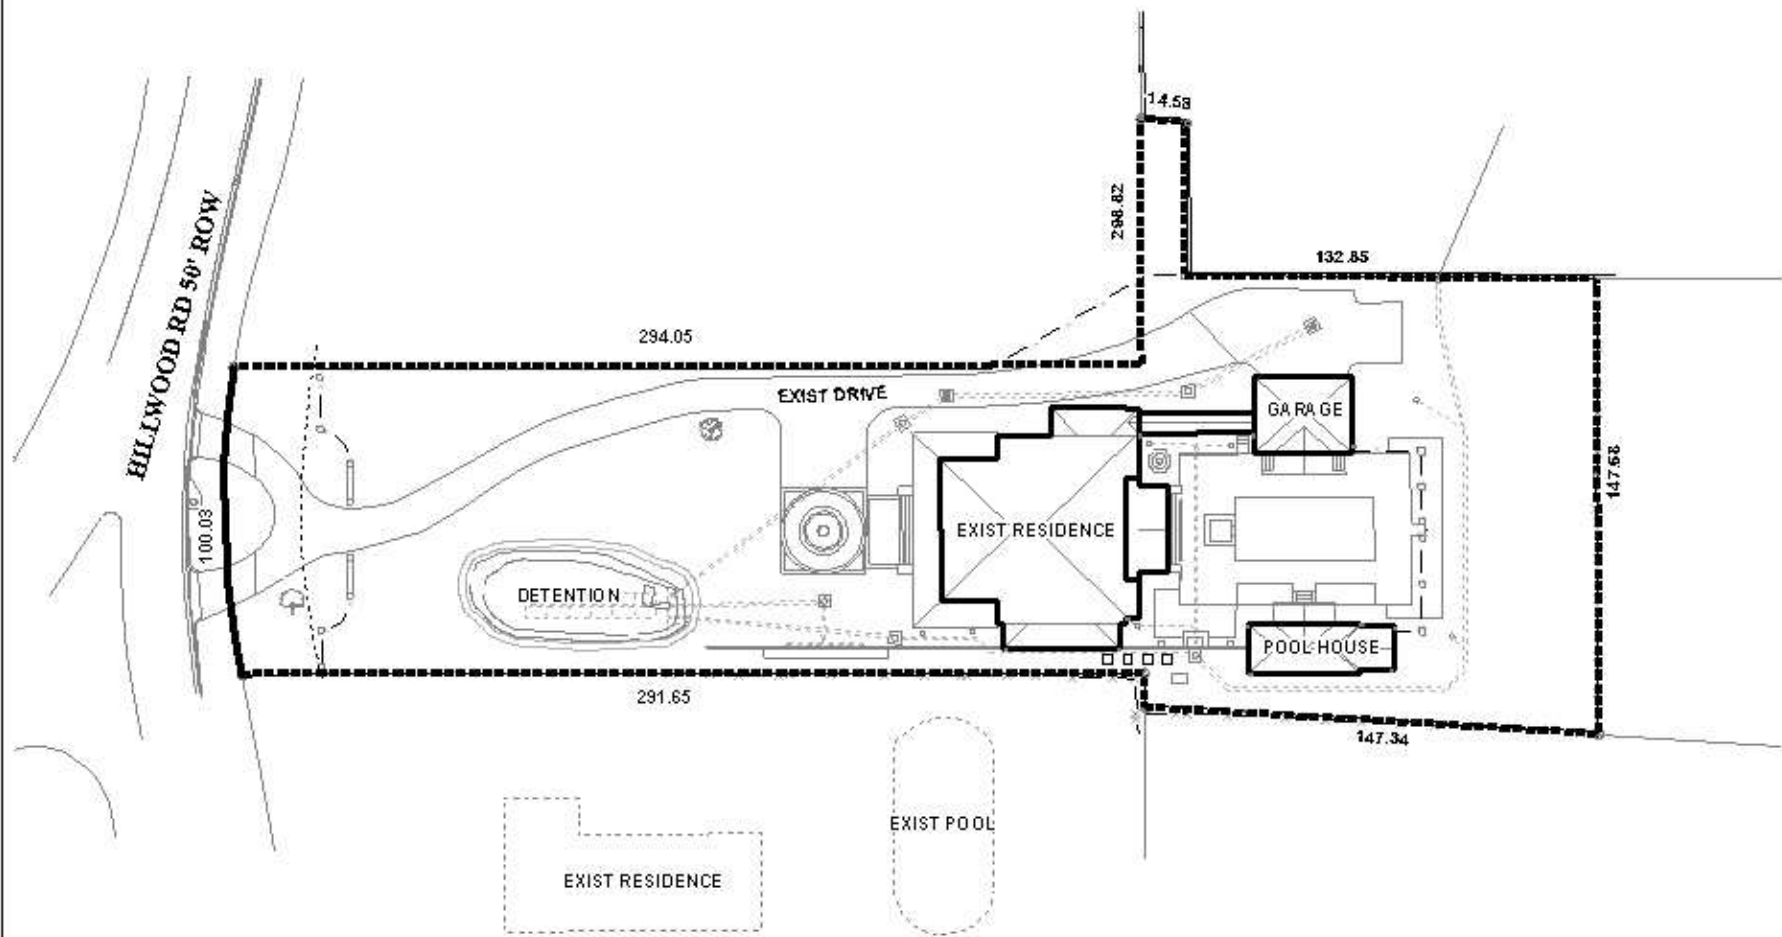 14.58
298.82
HILLWOOD RD 50' ROW
132.85
294.05
EXIST DRIVE
GARAGE
147.68
100.03
EXIST RESIDENCE
DETENTION
POOL HOUSE
291.65
147.34
EXIST POOL
EXIST RESIDENCE